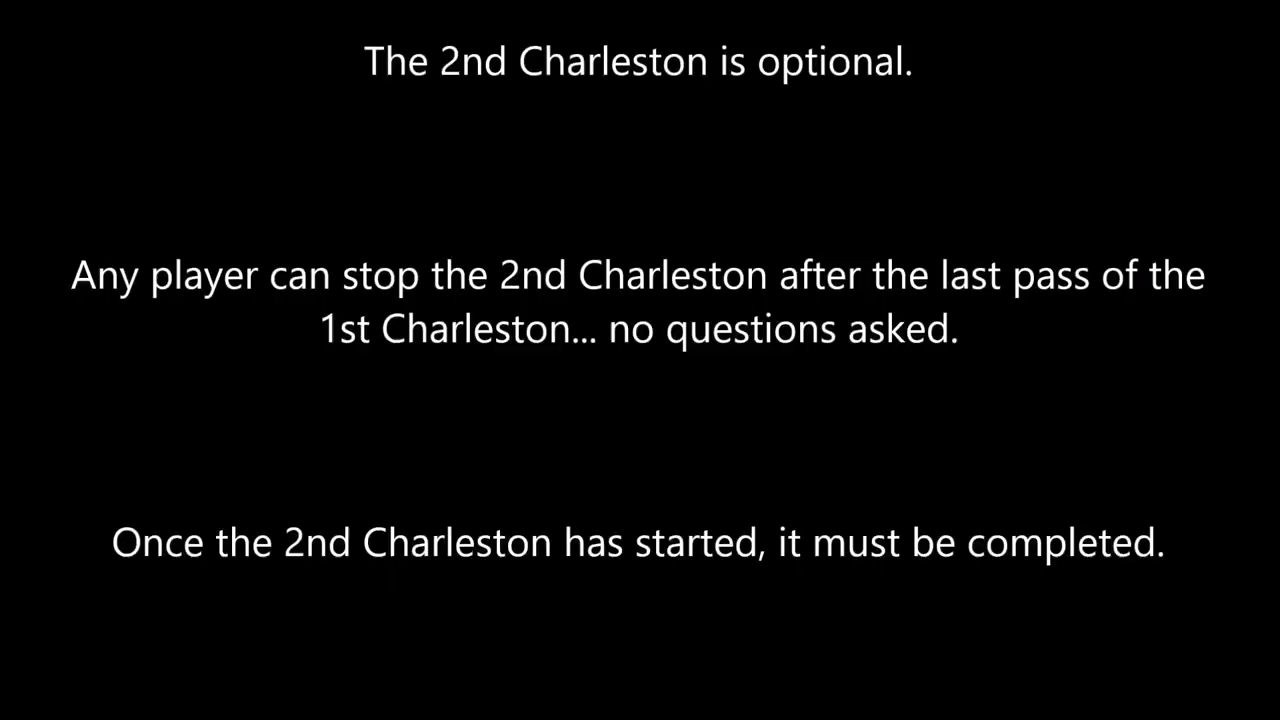 The 2nd Charleston is optional.
Any player can stop the 2nd Charleston after the last pass of the
1st Charleston... no questions asked.
Once the 2nd Charleston has started, it must be completed.